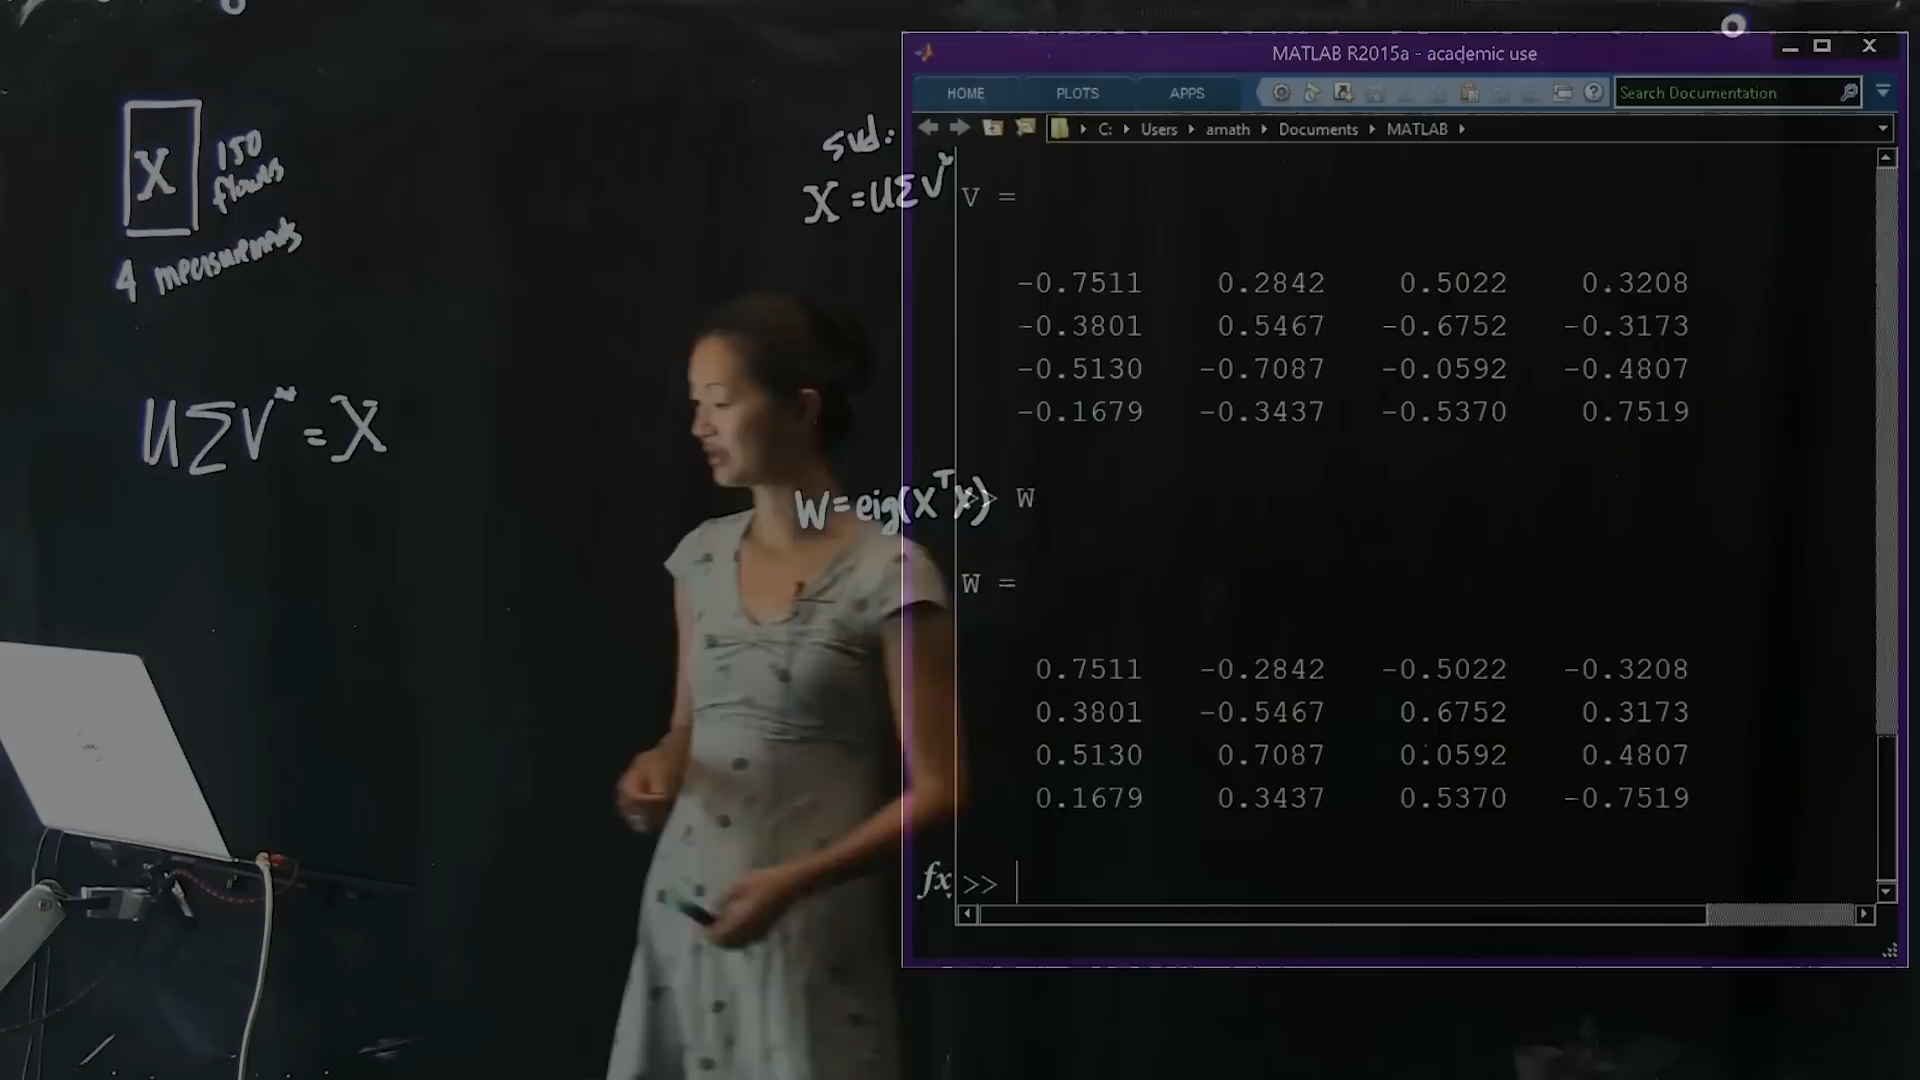 X
150
flowers
4 measurements
UΣV* = X
svd:
X = UΣV*
W=eig(XᵀX)
MATLAB R2015a - academic use
HOME PLOTS APPS Search Documentation
C: Users amath Documents MATLAB
V =
-0.7511 0.2842 0.5022 0.3208
-0.3801 0.5467 -0.6752 -0.3173
-0.5130 -0.7087 -0.0592 -0.4807
-0.1679 -0.3437 -0.5370 0.7519
>> W
W =
0.7511 -0.2842 -0.5022 -0.3208
0.3801 -0.5467 0.6752 0.3173
0.5130 0.7087 0.0592 0.4807
0.1679 0.3437 0.5370 -0.7519
fx >>